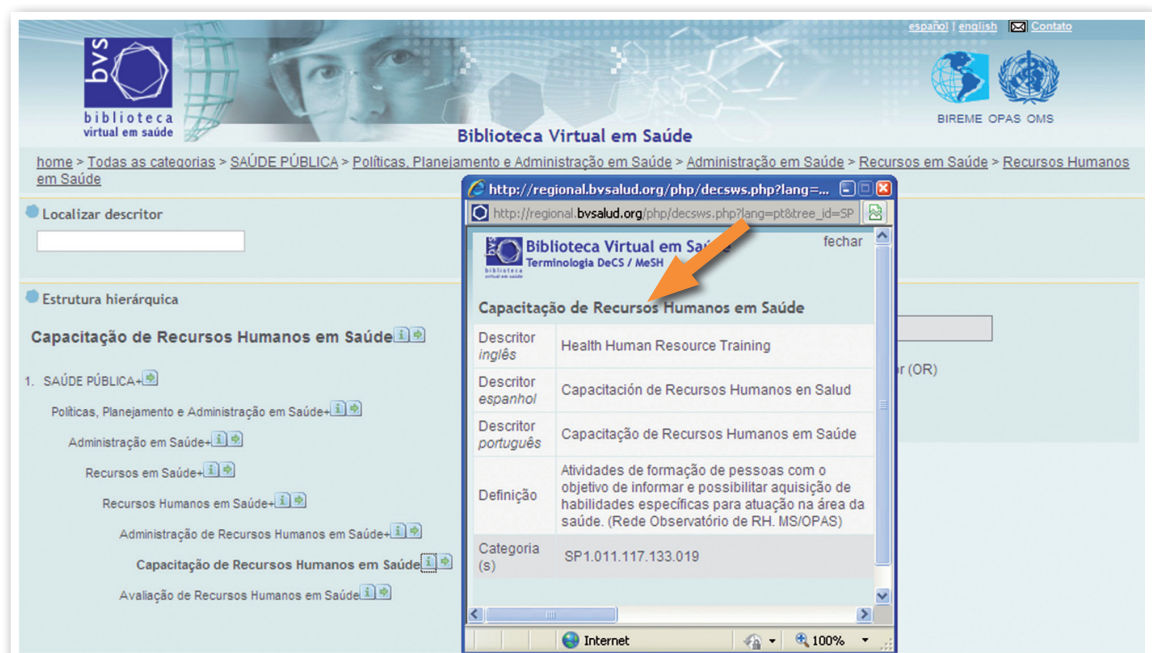 español | english Contato
bvs
biblioteca
virtual em saúde
BIREME OPAS OMS
Biblioteca Virtual em Saúde
home > Todas as categorias > SAÚDE PÚBLICA > Políticas, Planejamento e Administração em Saúde > Administração em Saúde > Recursos em Saúde > Recursos Humanos
em Saúde
Localizar descritor
Estrutura hierárquica
Capacitação de Recursos Humanos em Saúde
1. SAÚDE PÚBLICA+
Políticas, Planejamento e Administração em Saúde+
Administração em Saúde+
Recursos em Saúde+
Recursos Humanos em Saúde+
Administração de Recursos Humanos em Saúde+
Capacitação de Recursos Humanos em Saúde
Avaliação de Recursos Humanos em Saúde
http://regional.bvsalud.org/php/decsws.php?lang=...
http://regional.bvsalud.org/php/decsws.php?lang=pt&tree_id=SP
bvs
biblioteca
virtual em saúde
Biblioteca Virtual em
Terminologia DeCS / MeSH
fechar
Capacitação de Recursos Humanos em Saúde
Descritor
inglês
Health Human Resource Training
Descritor
espanhol
Capacitación de Recursos Humanos en Salud
Descritor
português
Capacitação de Recursos Humanos em Saúde
Definição
Atividades de formação de pessoas com o
objetivo de informar e possibilitar aquisição de
habilidades específicas para atuação na área da
saúde. (Rede Observatório de RH. MS/OPAS)
Categoria
(s)
SP1.011.117.133.019
(OR)
Internet
100%